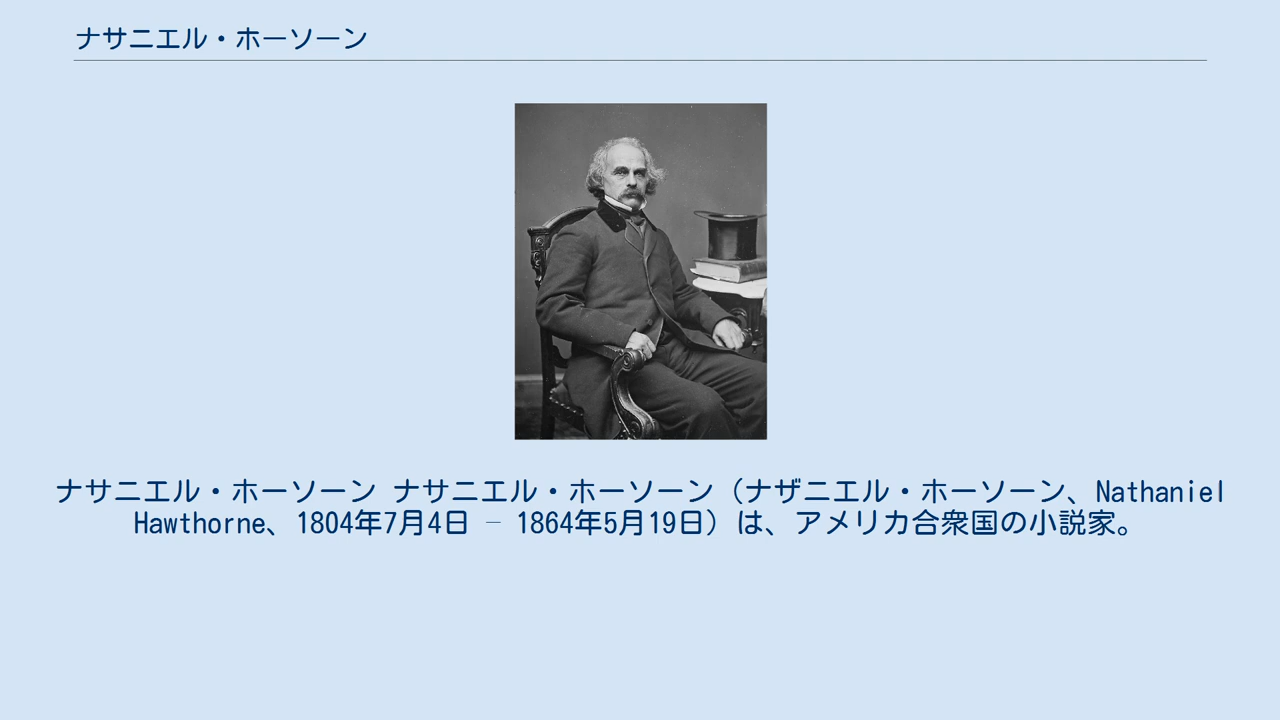 ナサニエル・ホーソーン
ナサニエル・ホーソーン ナサニエル・ホーソーン（ナザニエル・ホーソーン、Nathaniel
Hawthorne、1804年7月4日 – 1864年5月19日）は、アメリカ合衆国の小説家。